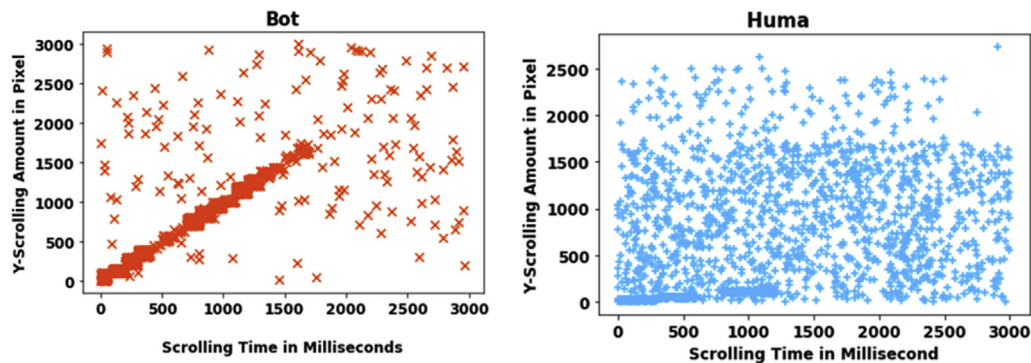 Bot
Y-Scrolling Amount in Pixel
3000
2500
2000
1500
1000
500
0
0 500 1000 1500 2000 2500 3000
Scrolling Time in Milliseconds
Huma
Y-Scrolling Amount in Pixel
2500
2000
1500
1000
500
0
0 500 1000 1500 2000 2500 3000
Scrolling Time in Millisecond